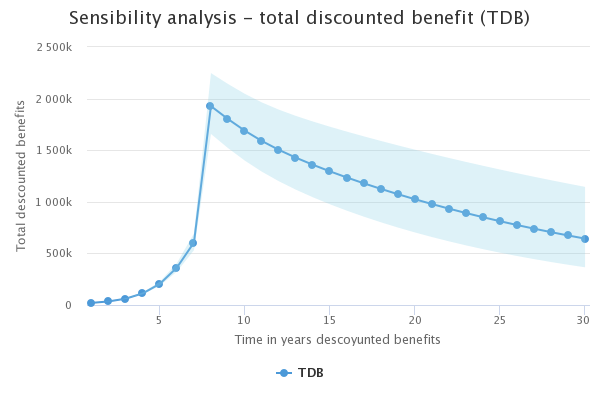 Sensibility analysis – total discounted benefit (TDB)
Total descounted benefits
2 500k
2 000k
1 500k
1 000k
500k
0
5
10
15
20
25
30
Time in years descoyunted benefits
TDB